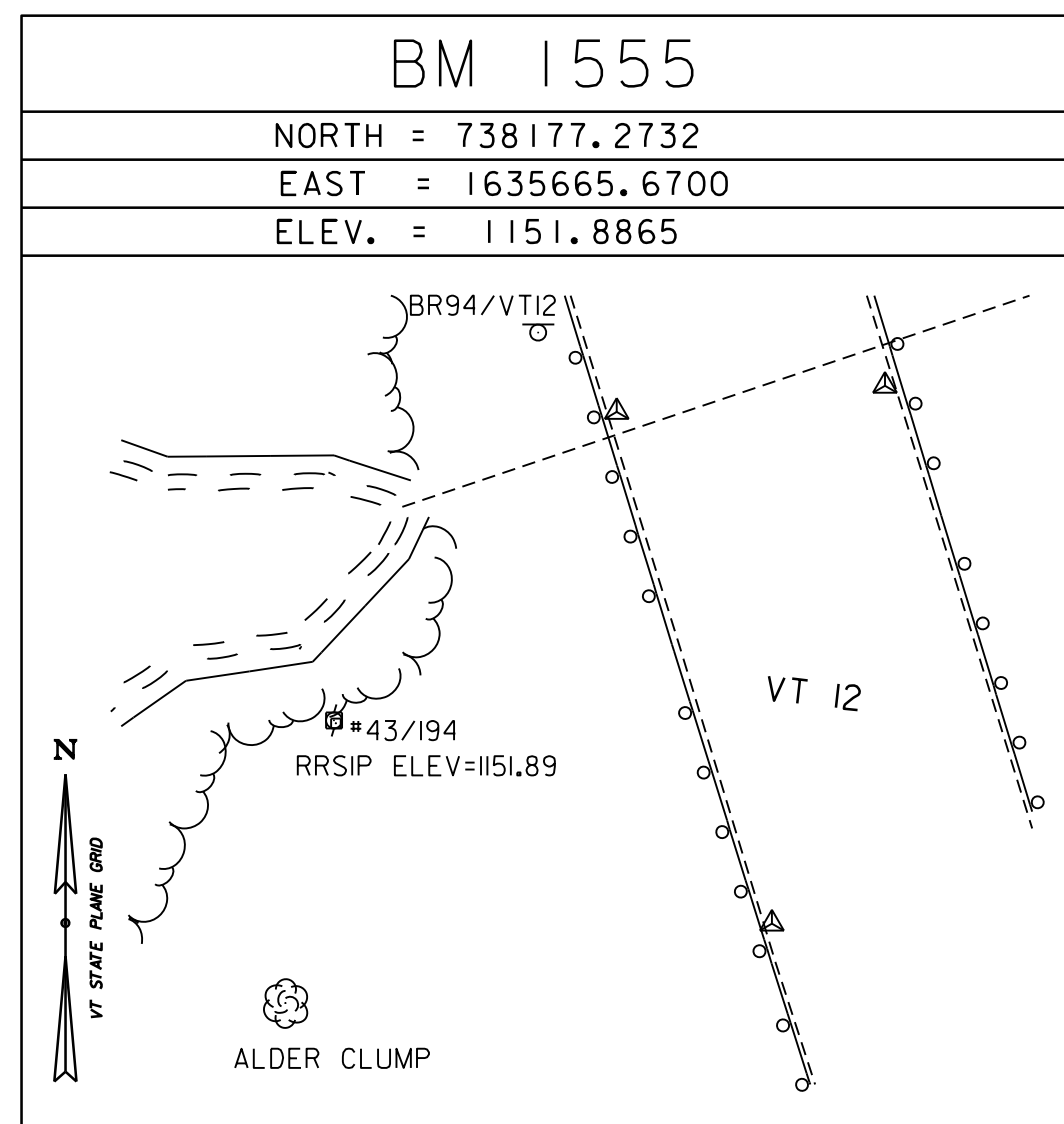 BM 1555
NORTH = 738177.2732
EAST = 1635665.6700
ELEV. = 1151.8865
BR94/VT12
VT 12
#43/194
RRSIP ELEV=1151.89
N
VT STATE PLANE GRID
ALDER CLUMP